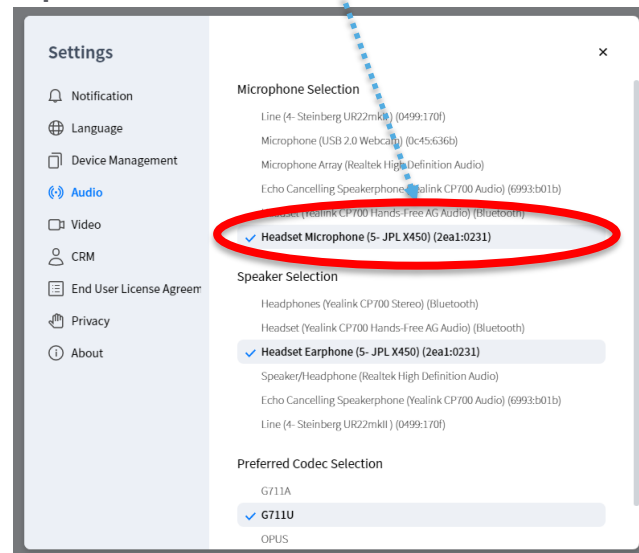 Settings
×
Notification
Language
Device Management
Audio
Video
CRM
End User License Agreem
Privacy
About
Microphone Selection
Line (4- Steinberg UR22mkII ) (0499:170f)
Microphone (USB 2.0 Webcam) (0c45:636b)
Microphone Array (Realtek High Definition Audio)
Echo Cancelling Speakerphone (Yealink CP700 Audio) (6993:b01b)
Headset (Yealink CP700 Hands-Free AG Audio) (Bluetooth)
Headset Microphone (5- JPL X450) (2ea1:0231)
Speaker Selection
Headphones (Yealink CP700 Stereo) (Bluetooth)
Headset (Yealink CP700 Hands-Free AG Audio) (Bluetooth)
Headset Earphone (5- JPL X450) (2ea1:0231)
Speaker/Headphone (Realtek High Definition Audio)
Echo Cancelling Speakerphone (Yealink CP700 Audio) (6993:b01b)
Line (4- Steinberg UR22mkII ) (0499:170f)
Preferred Codec Selection
G711A
G711U
OPUS